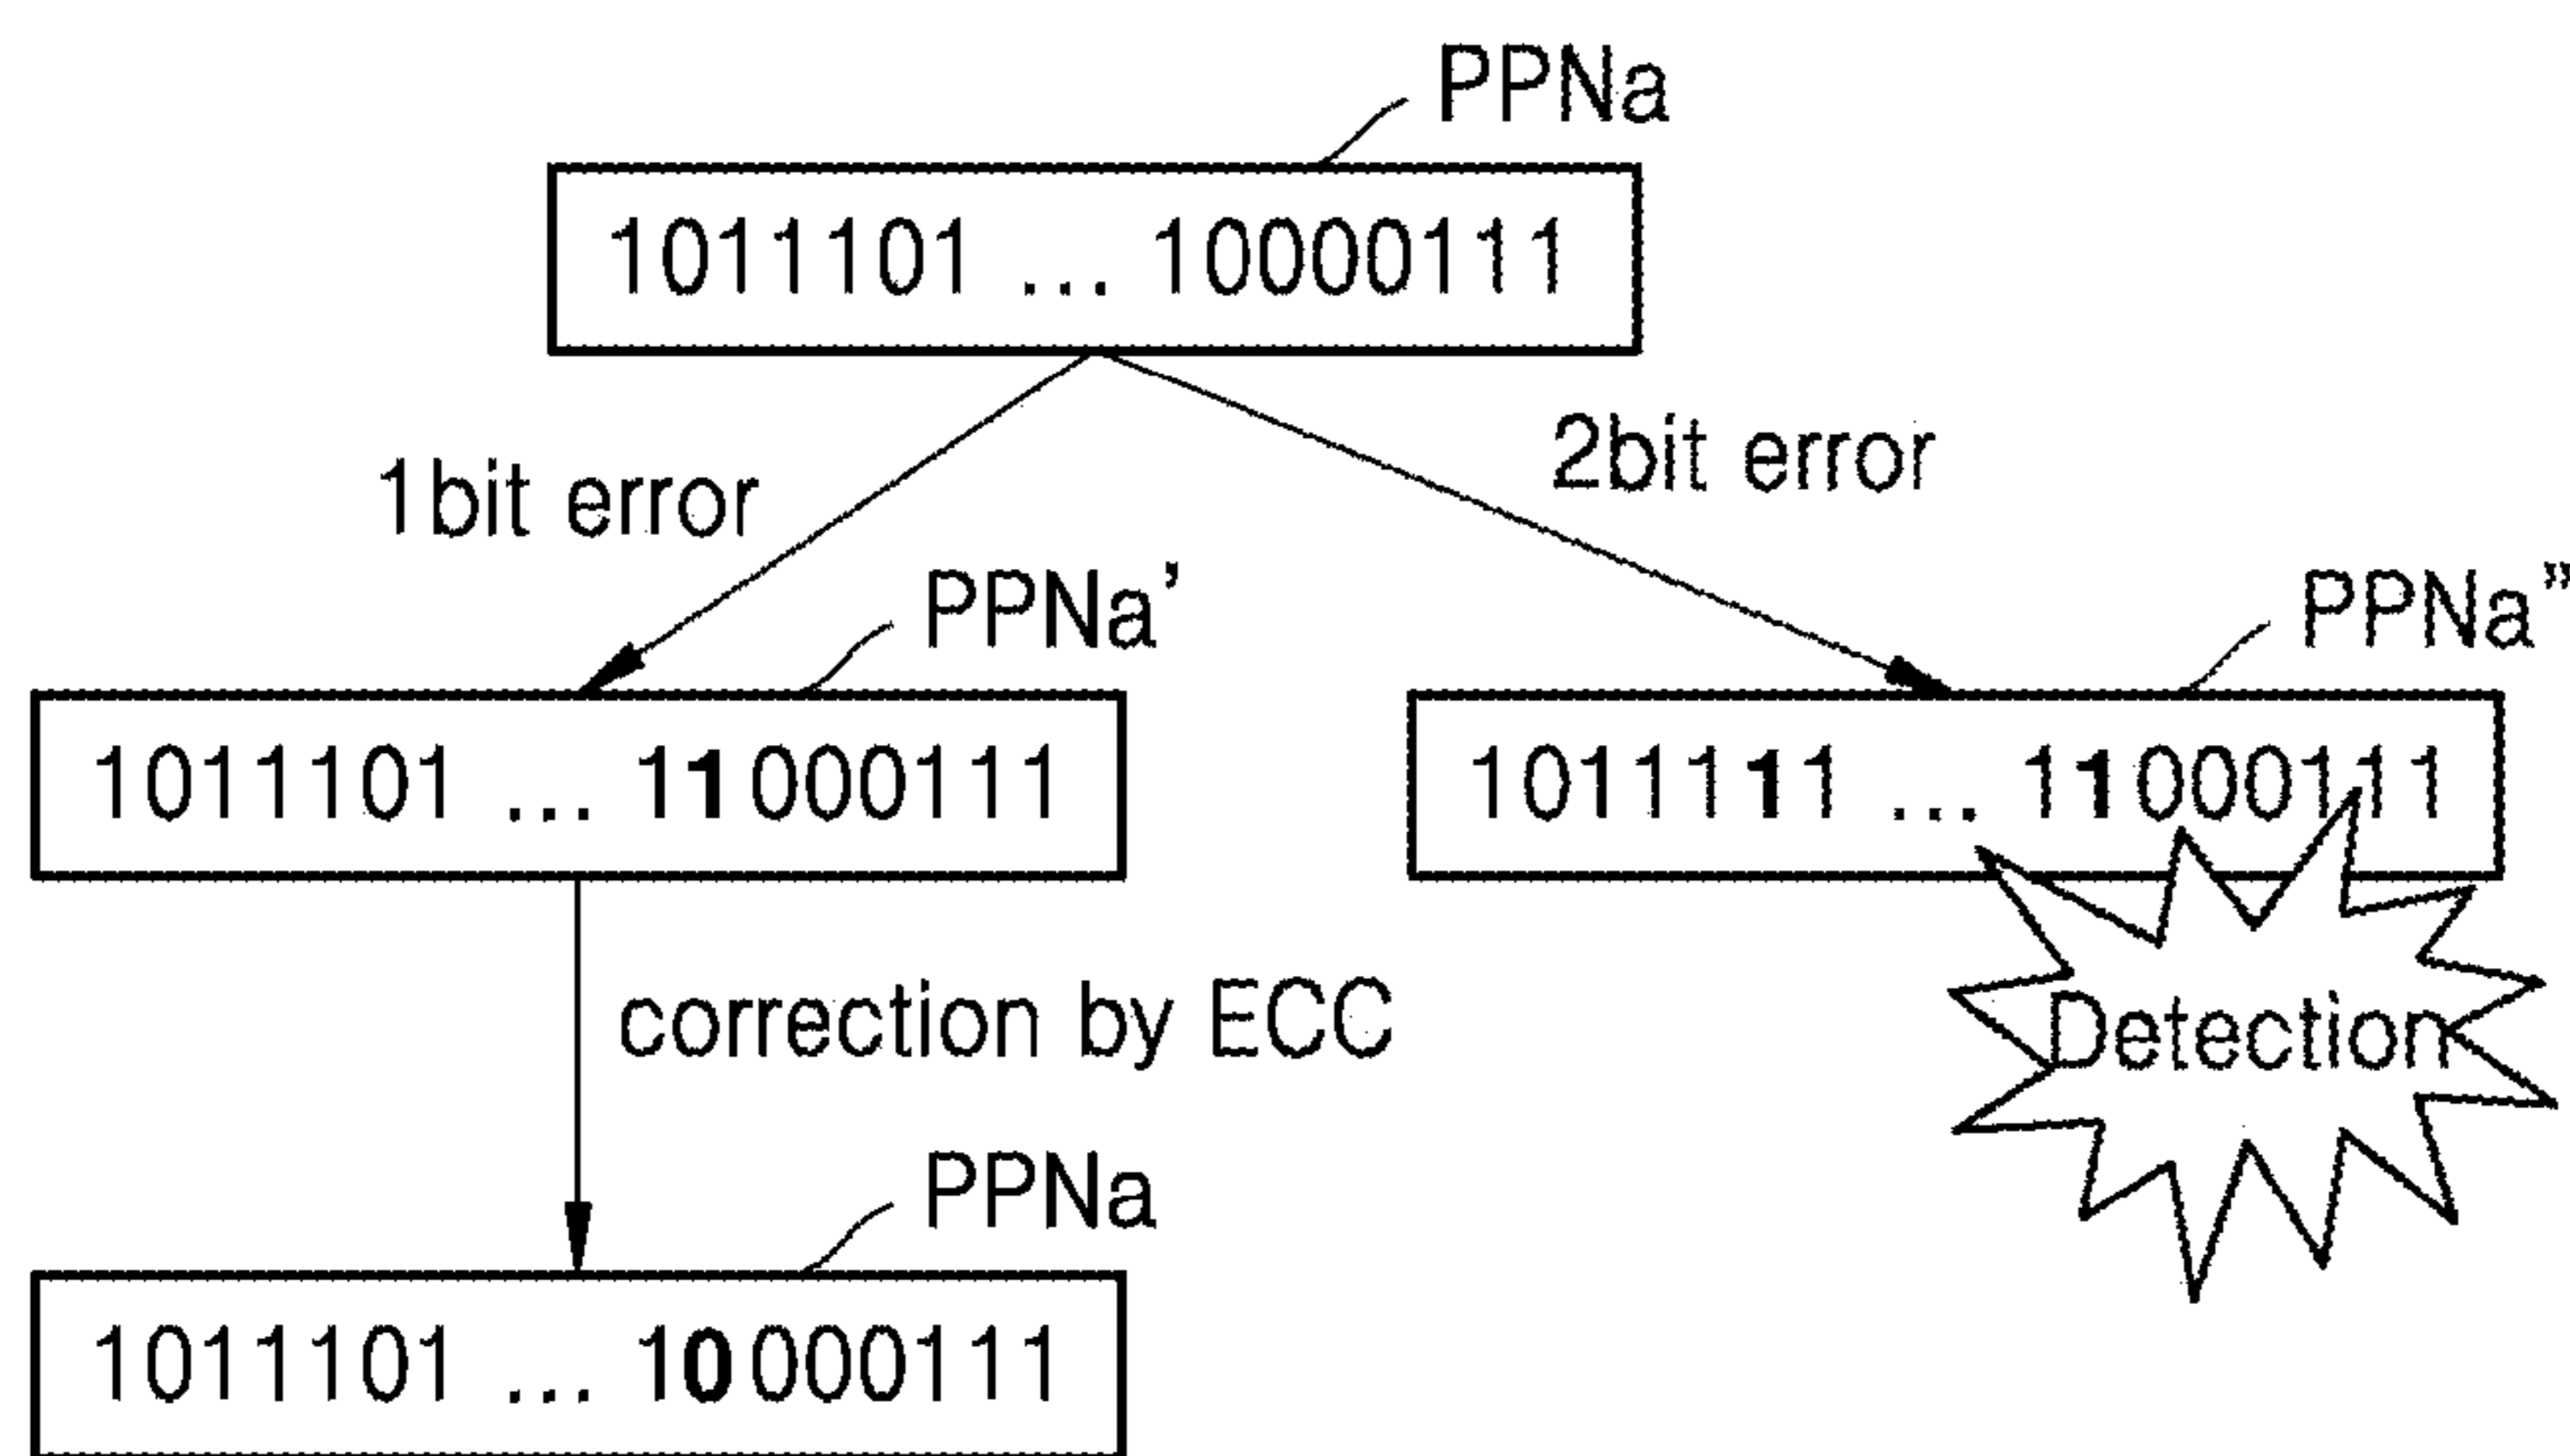 PPNa
1011101 ... 10000111
1bit error
2bit error
PPNa’
PPNa”
1011101 ... 11000111
1011111 ... 11000111
correction by ECC
Detection
PPNa
1011101 ... 10000111